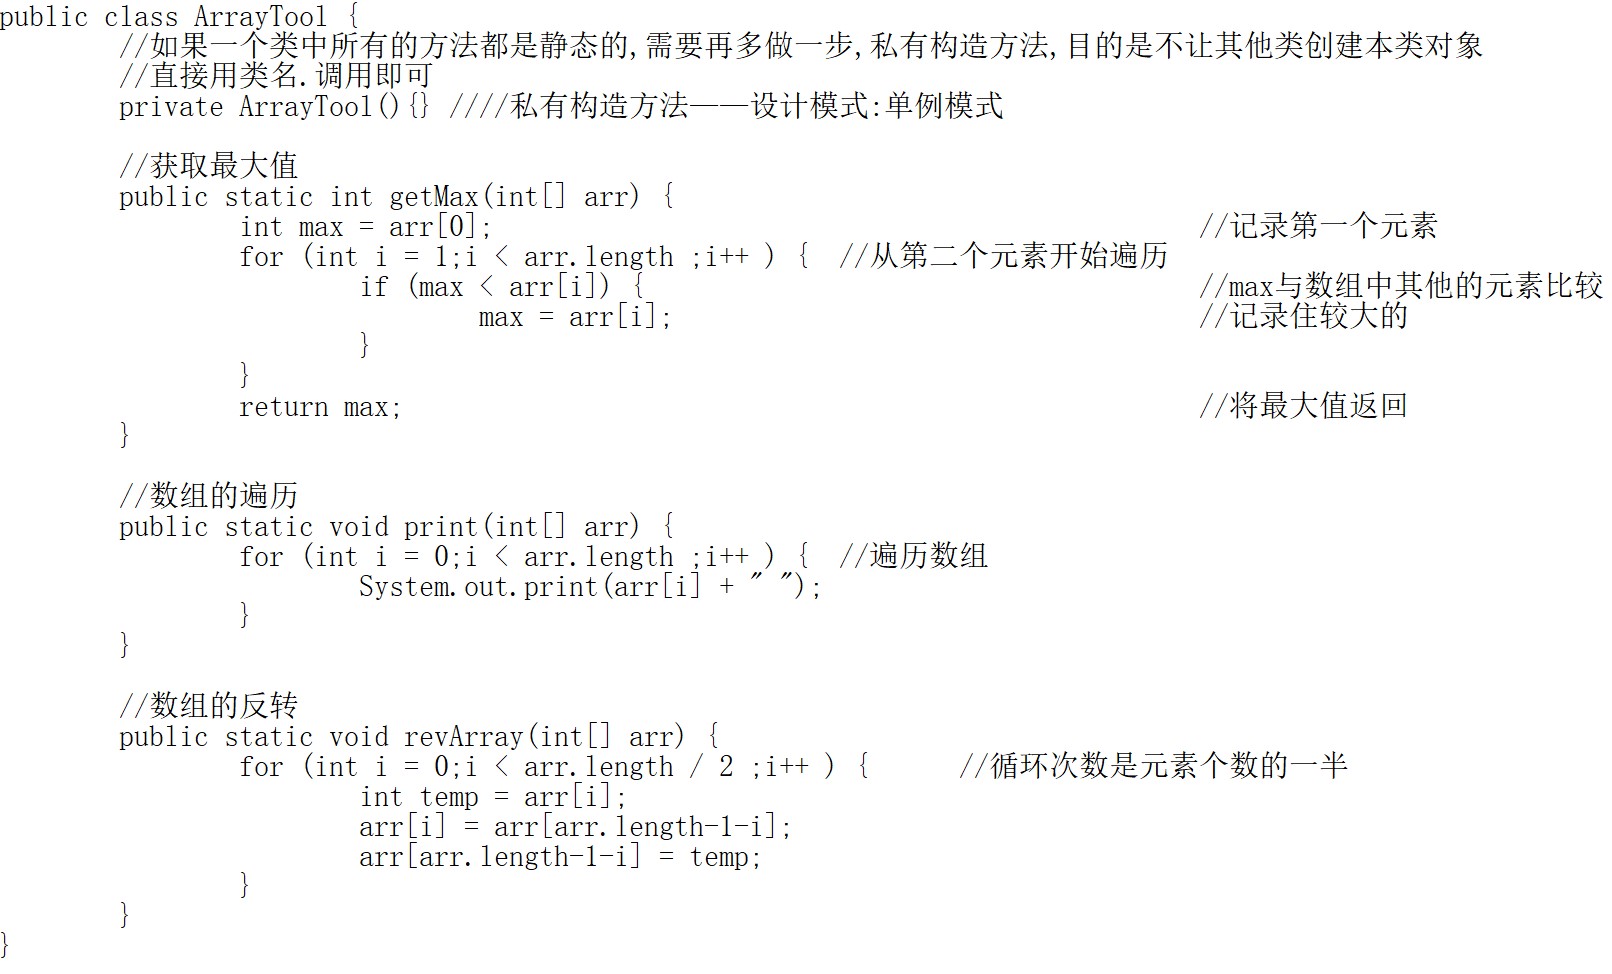 public class ArrayTool {
//如果一个类中所有的方法都是静态的,需要再多做一步,私有构造方法,目的是不让其他类创建本类对象
//直接用类名.调用即可
private ArrayTool(){} ////私有构造方法——设计模式:单例模式
//获取最大值
public static int getMax(int[] arr) {
int max = arr[0]; //记录第一个元素
for (int i = 1;i < arr.length ;i++ ) { //从第二个元素开始遍历
if (max < arr[i]) { //max与数组中其他的元素比较
max = arr[i]; //记录住较大的
}
}
return max; //将最大值返回
}
//数组的遍历
public static void print(int[] arr) {
for (int i = 0;i < arr.length ;i++ ) { //遍历数组
System.out.print(arr[i] + " ");
}
}
//数组的反转
public static void revArray(int[] arr) {
for (int i = 0;i < arr.length / 2 ;i++ ) { //循环次数是元素个数的一半
int temp = arr[i];
arr[i] = arr[arr.length-1-i];
arr[arr.length-1-i] = temp;
}
}
}